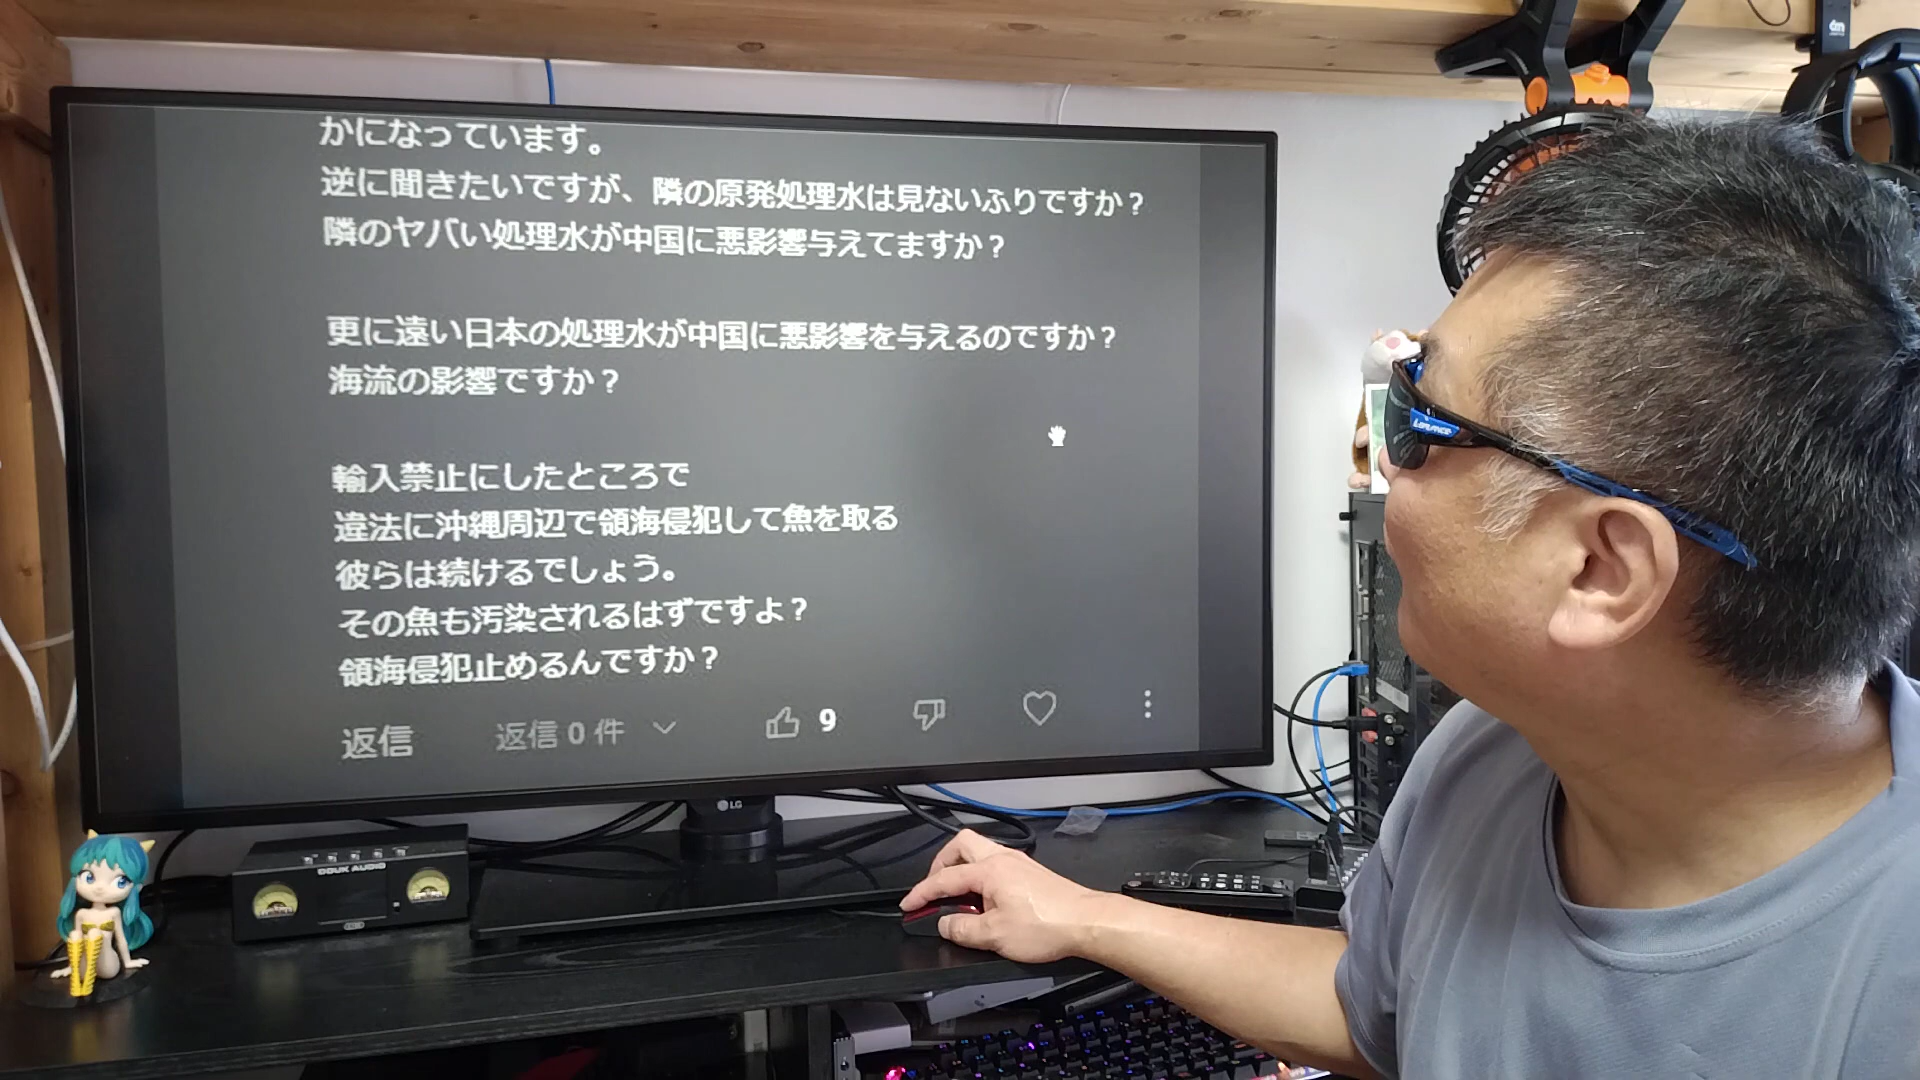 かになっています。
逆に聞きたいですが、隣の原発処理水は見ないふりですか？
隣のヤバい処理水が中国に悪影響与えてますか？
更に遠い日本の処理水が中国に悪影響を与えるのですか？
海流の影響ですか？
輸入禁止にしたところで
違法に沖縄周辺で領海侵犯して魚を取る
彼らは続けるでしょう。
その魚も汚染されるはずですよ？
領海侵犯止めるんですか？
返信 返信 0 件 9
LG
DOUK AUDIO